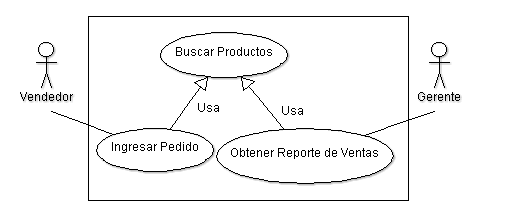 Buscar Productos
Vendedor
Gerente
Usa
Usa
Ingresar Pedido
Obtener Reporte de Ventas